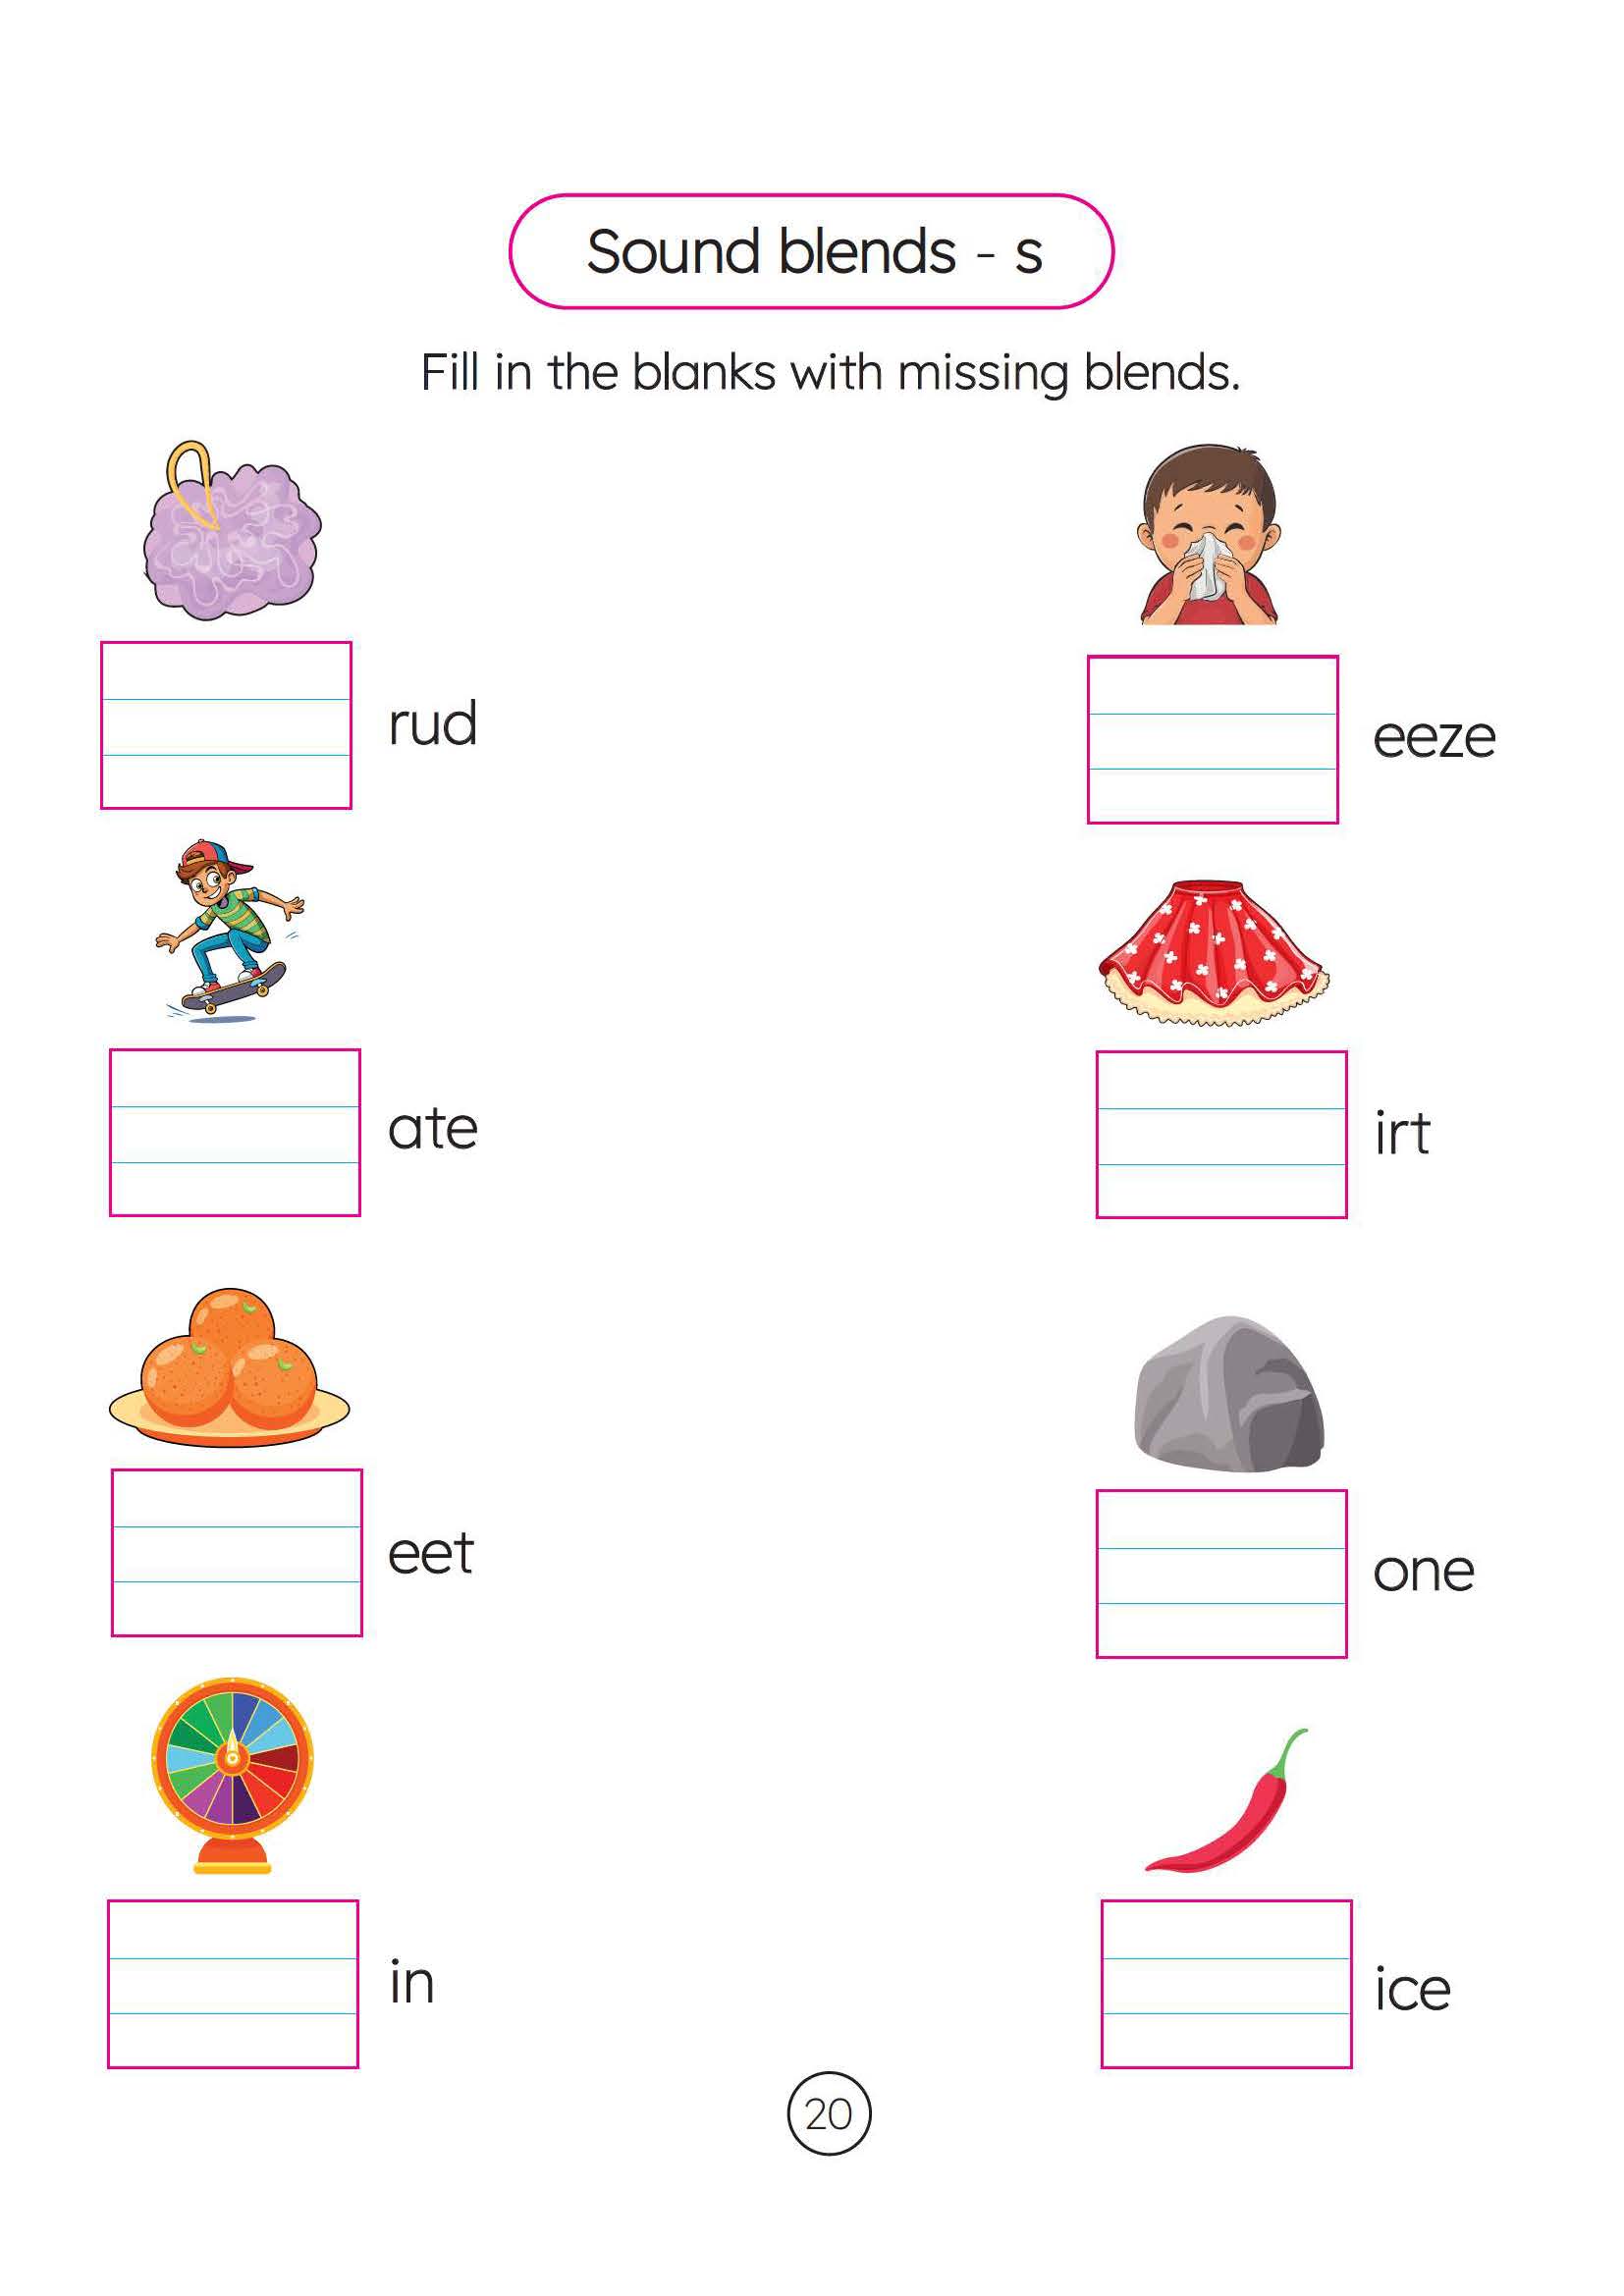 Sound blends - s
Fill in the blanks with missing blends.
rud
eeze
ate
irt
eet
one
in
ice
20